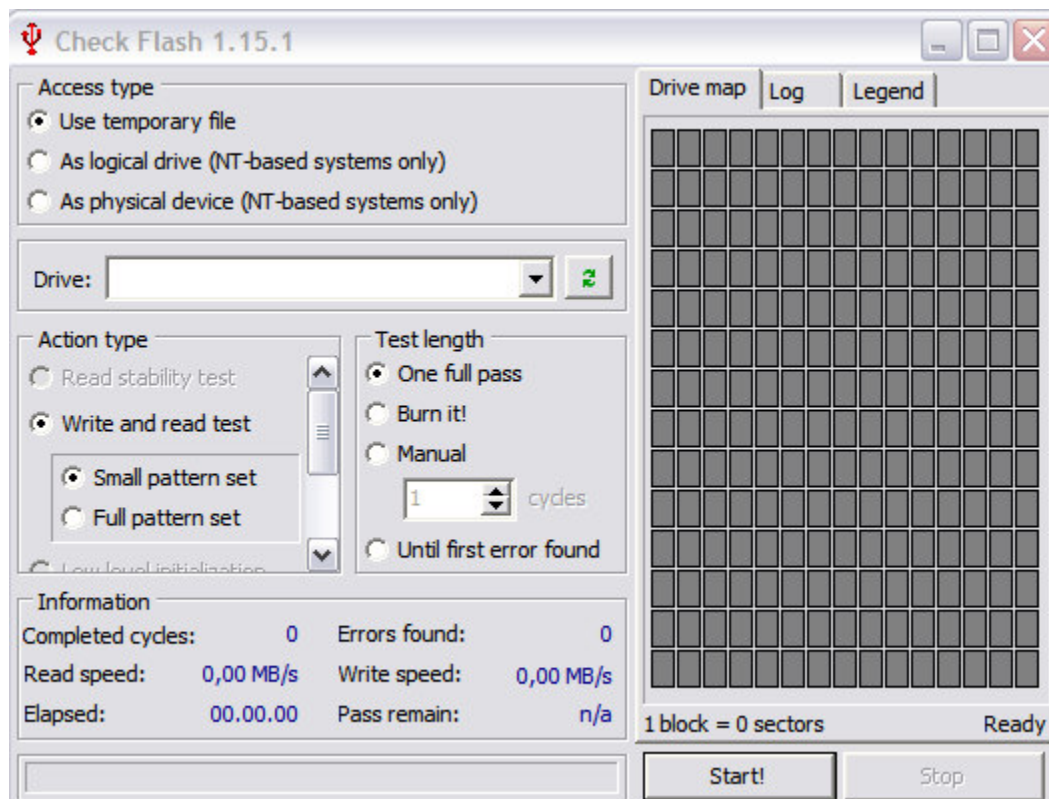 Check Flash 1.15.1
Access type
Use temporary file
As logical drive (NT-based systems only)
As physical device (NT-based systems only)
Drive:
Action type
Read stability test
Write and read test
Small pattern set
Full pattern set
Low level initialization
Test length
One full pass
Burn it!
Manual
1 cycles
Until first error found
Information
Completed cycles: 0 Errors found: 0
Read speed: 0,00 MB/s Write speed: 0,00 MB/s
Elapsed: 00.00.00 Pass remain: n/a
Drive map Log Legend
1 block = 0 sectors Ready
Start! Stop